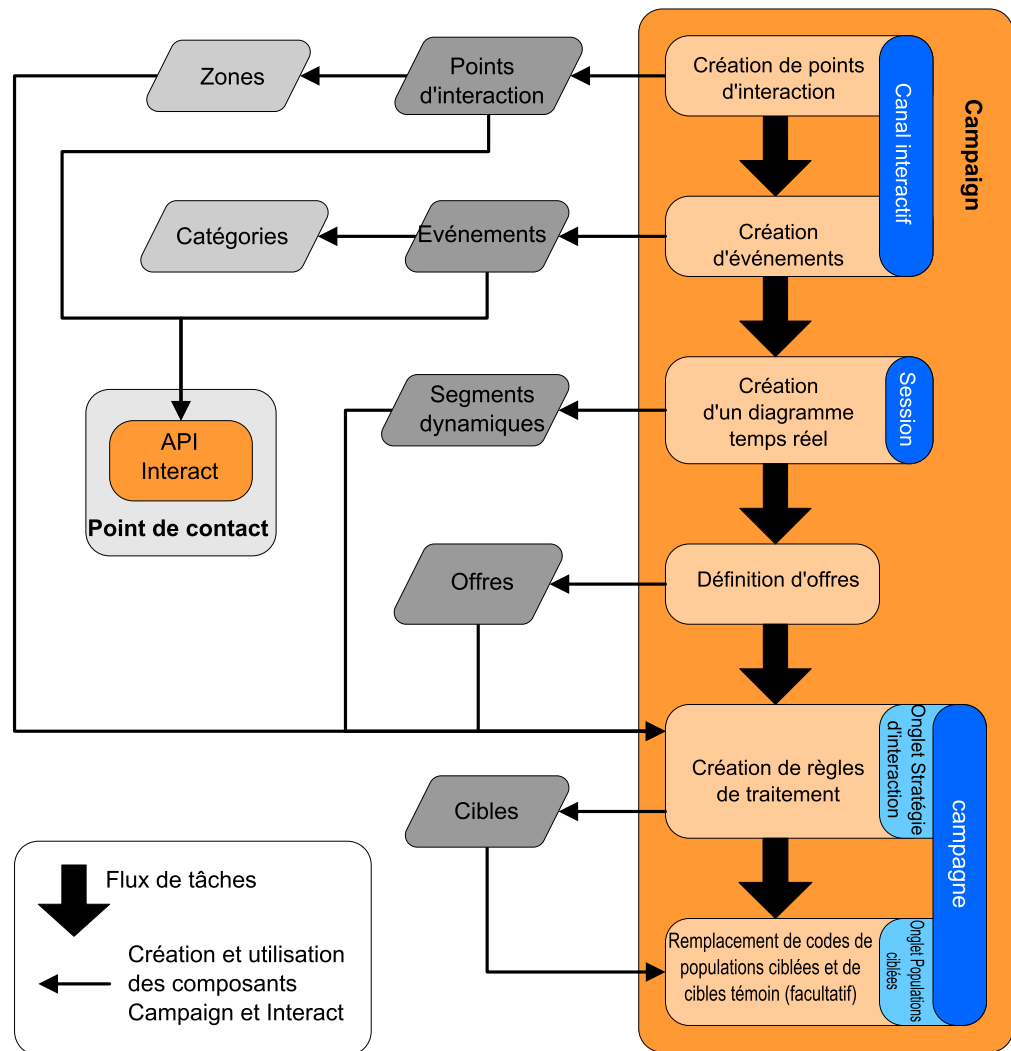 Zones
Points
d'interaction
Création de points
d'interaction
Canal interactif
Campaign
Catégories
Evénements
Création
d'événements
Segments
dynamiques
Création
d'un diagramme
temps réel
Session
API
Interact
Point de contact
Offres
Définition d'offres
Création de règles
de traitement
Onglet Stratégie
d'interaction
campagne
Cibles
Remplacement de codes de
populations ciblées et de
cibles témoin (facultatif)
Onglet Populations
ciblées
Flux de tâches
Création et utilisation
des composants
Campaign et Interact